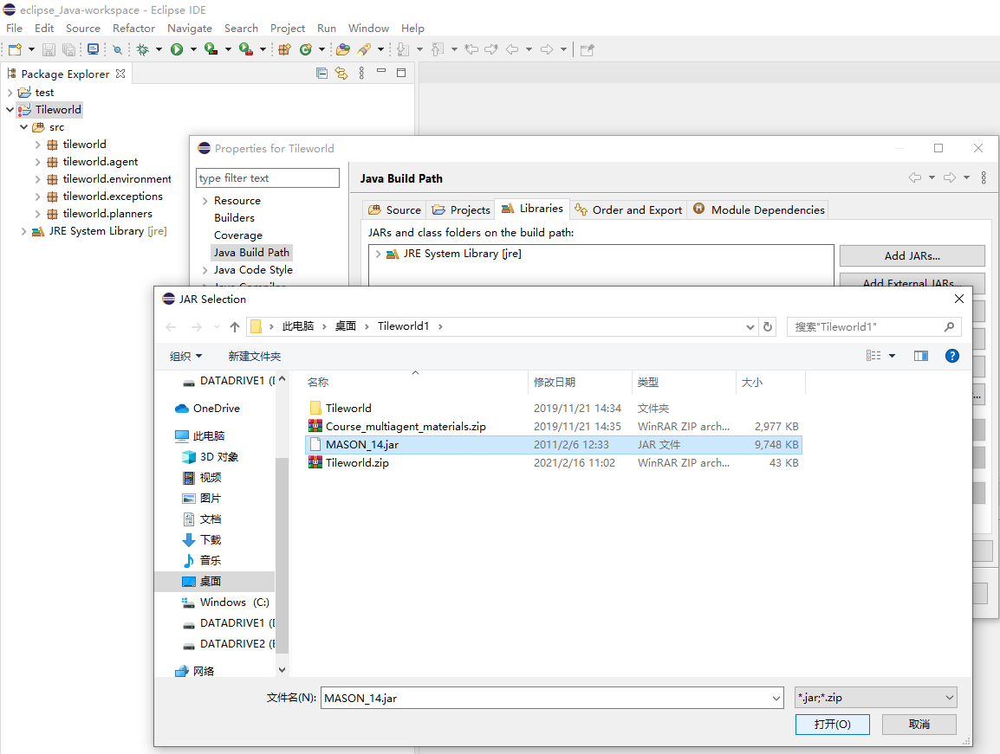 eclipse_Java-workspace - Eclipse IDE
File Edit Source Refactor Navigate Search Project Run Window Help
Package Explorer
test
Tileworld
src
tileworld
tileworld.agent
tileworld.environment
tileworld.exceptions
tileworld.planners
JRE System Library [jre]
Properties for Tileworld
type filter text
Resource
Builders
Coverage
Java Build Path
Java Code Style
Java Build Path
Source Projects Libraries Order and Export Module Dependencies
JARs and class folders on the build path:
JRE System Library [jre]
Add JARs...
Add External JARs...
JAR Selection
此电脑 桌面 Tileworld1
搜索"Tileworld1"
组织 新建文件夹
DATADRIVE1 (
OneDrive
此电脑
3D 对象
视频
图片
文档
下载
音乐
桌面
Windows (C:)
DATADRIVE1 (
DATADRIVE2 (
网络
名称 修改日期 类型 大小
Tileworld 2019/11/21 14:34 文件夹
Course_multiagent_materials.zip 2019/11/21 14:35 WinRAR ZIP arch... 2,977 KB
MASON_14.jar 2011/2/6 12:33 JAR 文件 9,748 KB
Tileworld.zip 2021/2/16 11:02 WinRAR ZIP arch... 43 KB
文件名(N): MASON_14.jar
*.jar;*.zip
打开(O) 取消